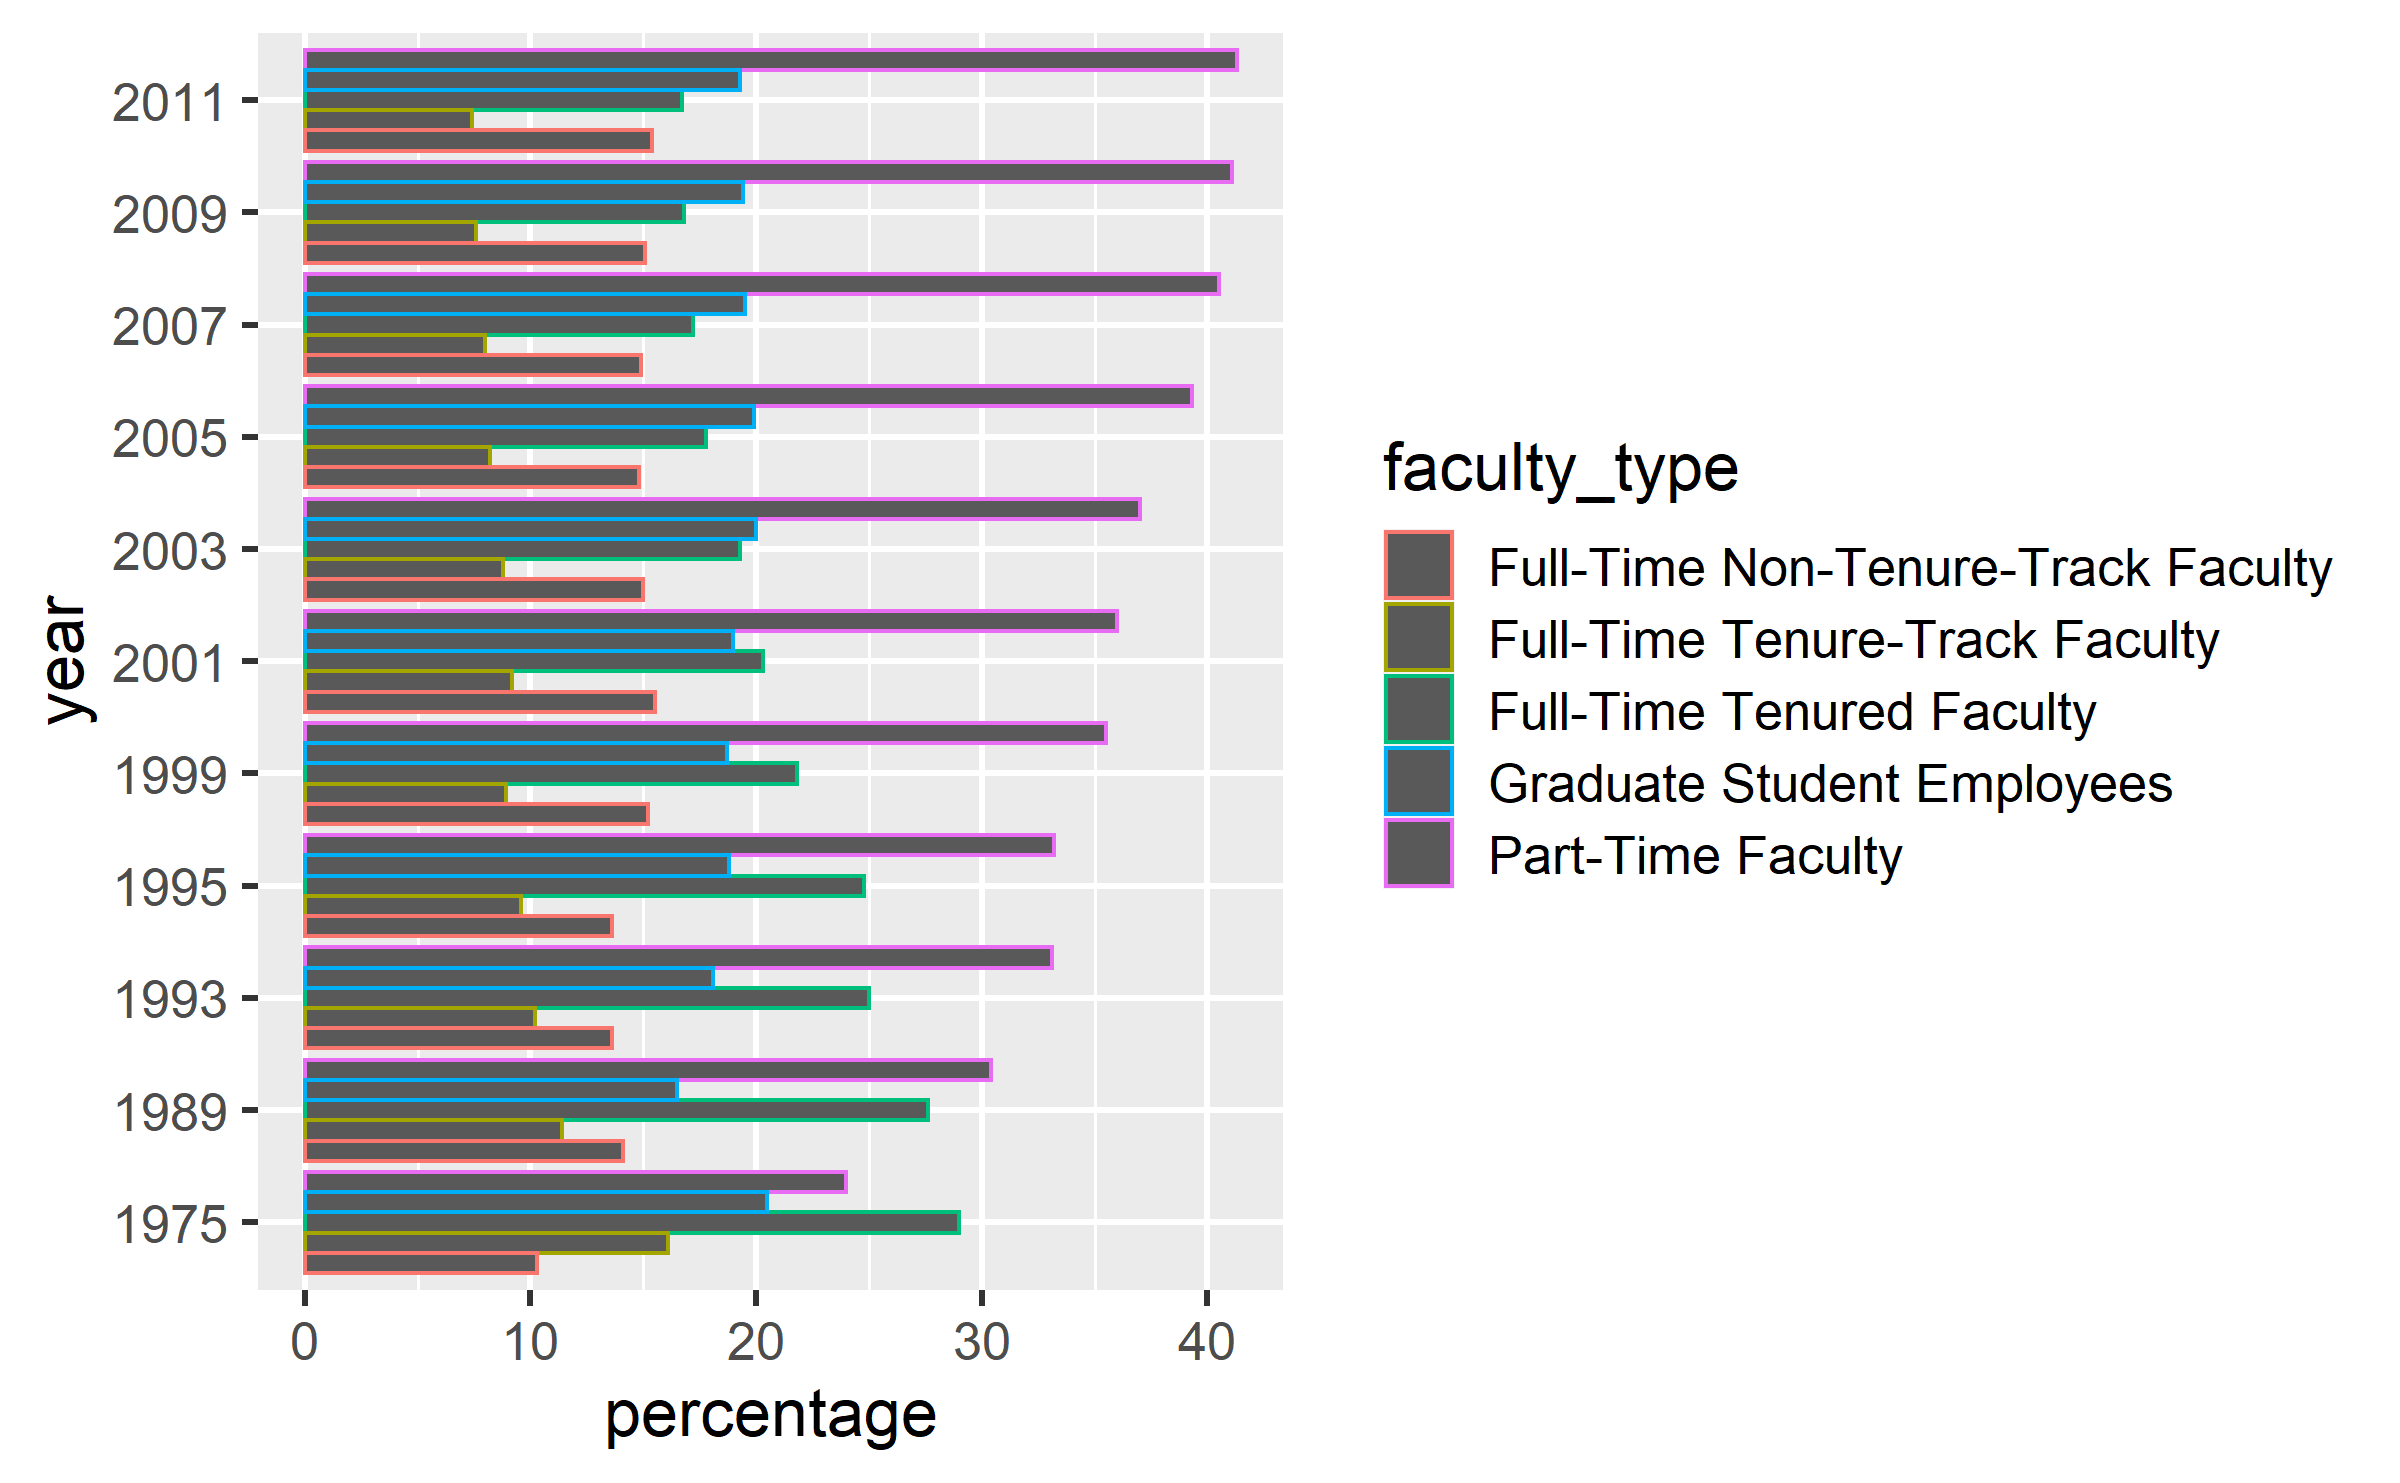 2011
2009
2007
2005
2003
2001
1999
1995
1993
1989
1975
year
0 10 20 30 40
percentage
faculty_type
Full-Time Non-Tenure-Track Faculty
Full-Time Tenure-Track Faculty
Full-Time Tenured Faculty
Graduate Student Employees
Part-Time Faculty